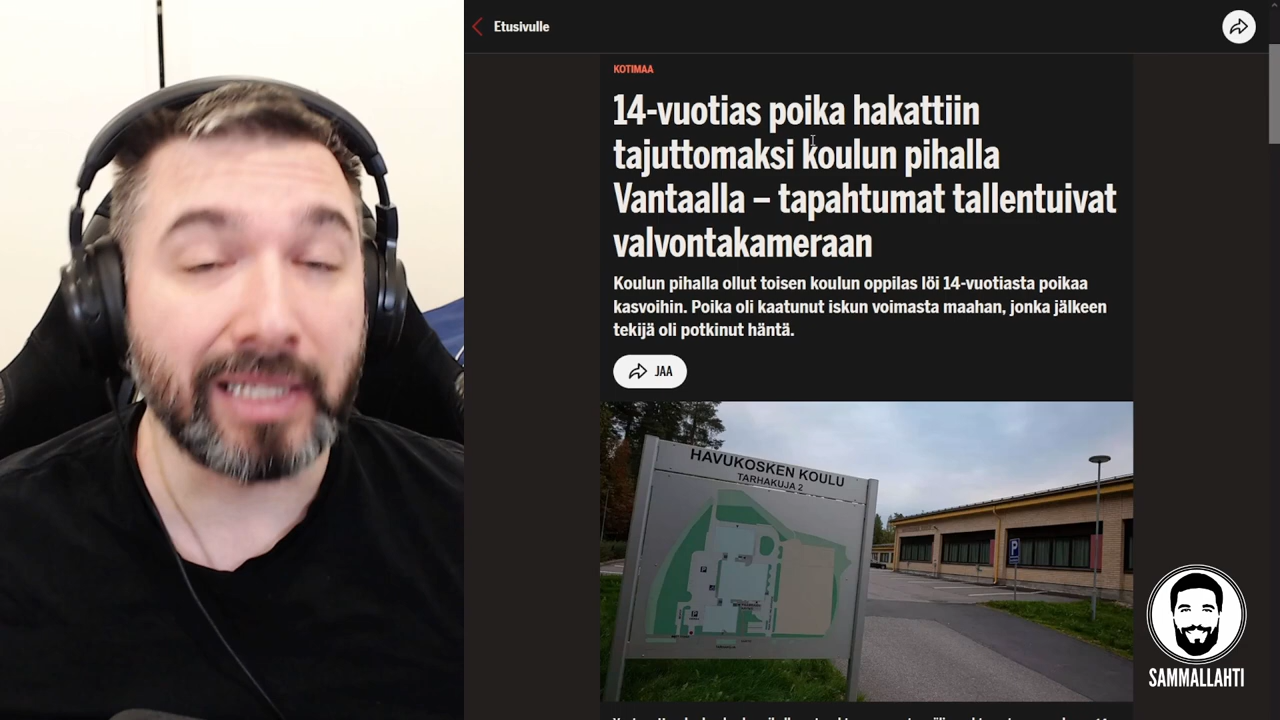 Etusivulle
KOTIMAA
14-vuotias poika hakattiin
tajuttomaksi koulun pihalla
Vantaalla – tapahtumat tallentuivat
valvontakameraan
Koulun pihalla ollut toisen koulun oppilas löi 14-vuotiasta poikaa
kasvoihin. Poika oli kaatunut iskun voimasta maahan, jonka jälkeen
tekijä oli potkinut häntä.
JAA
HAVUKOSKEN KOULU
TARHAKUJA 2
P
SAMMALLAHTI